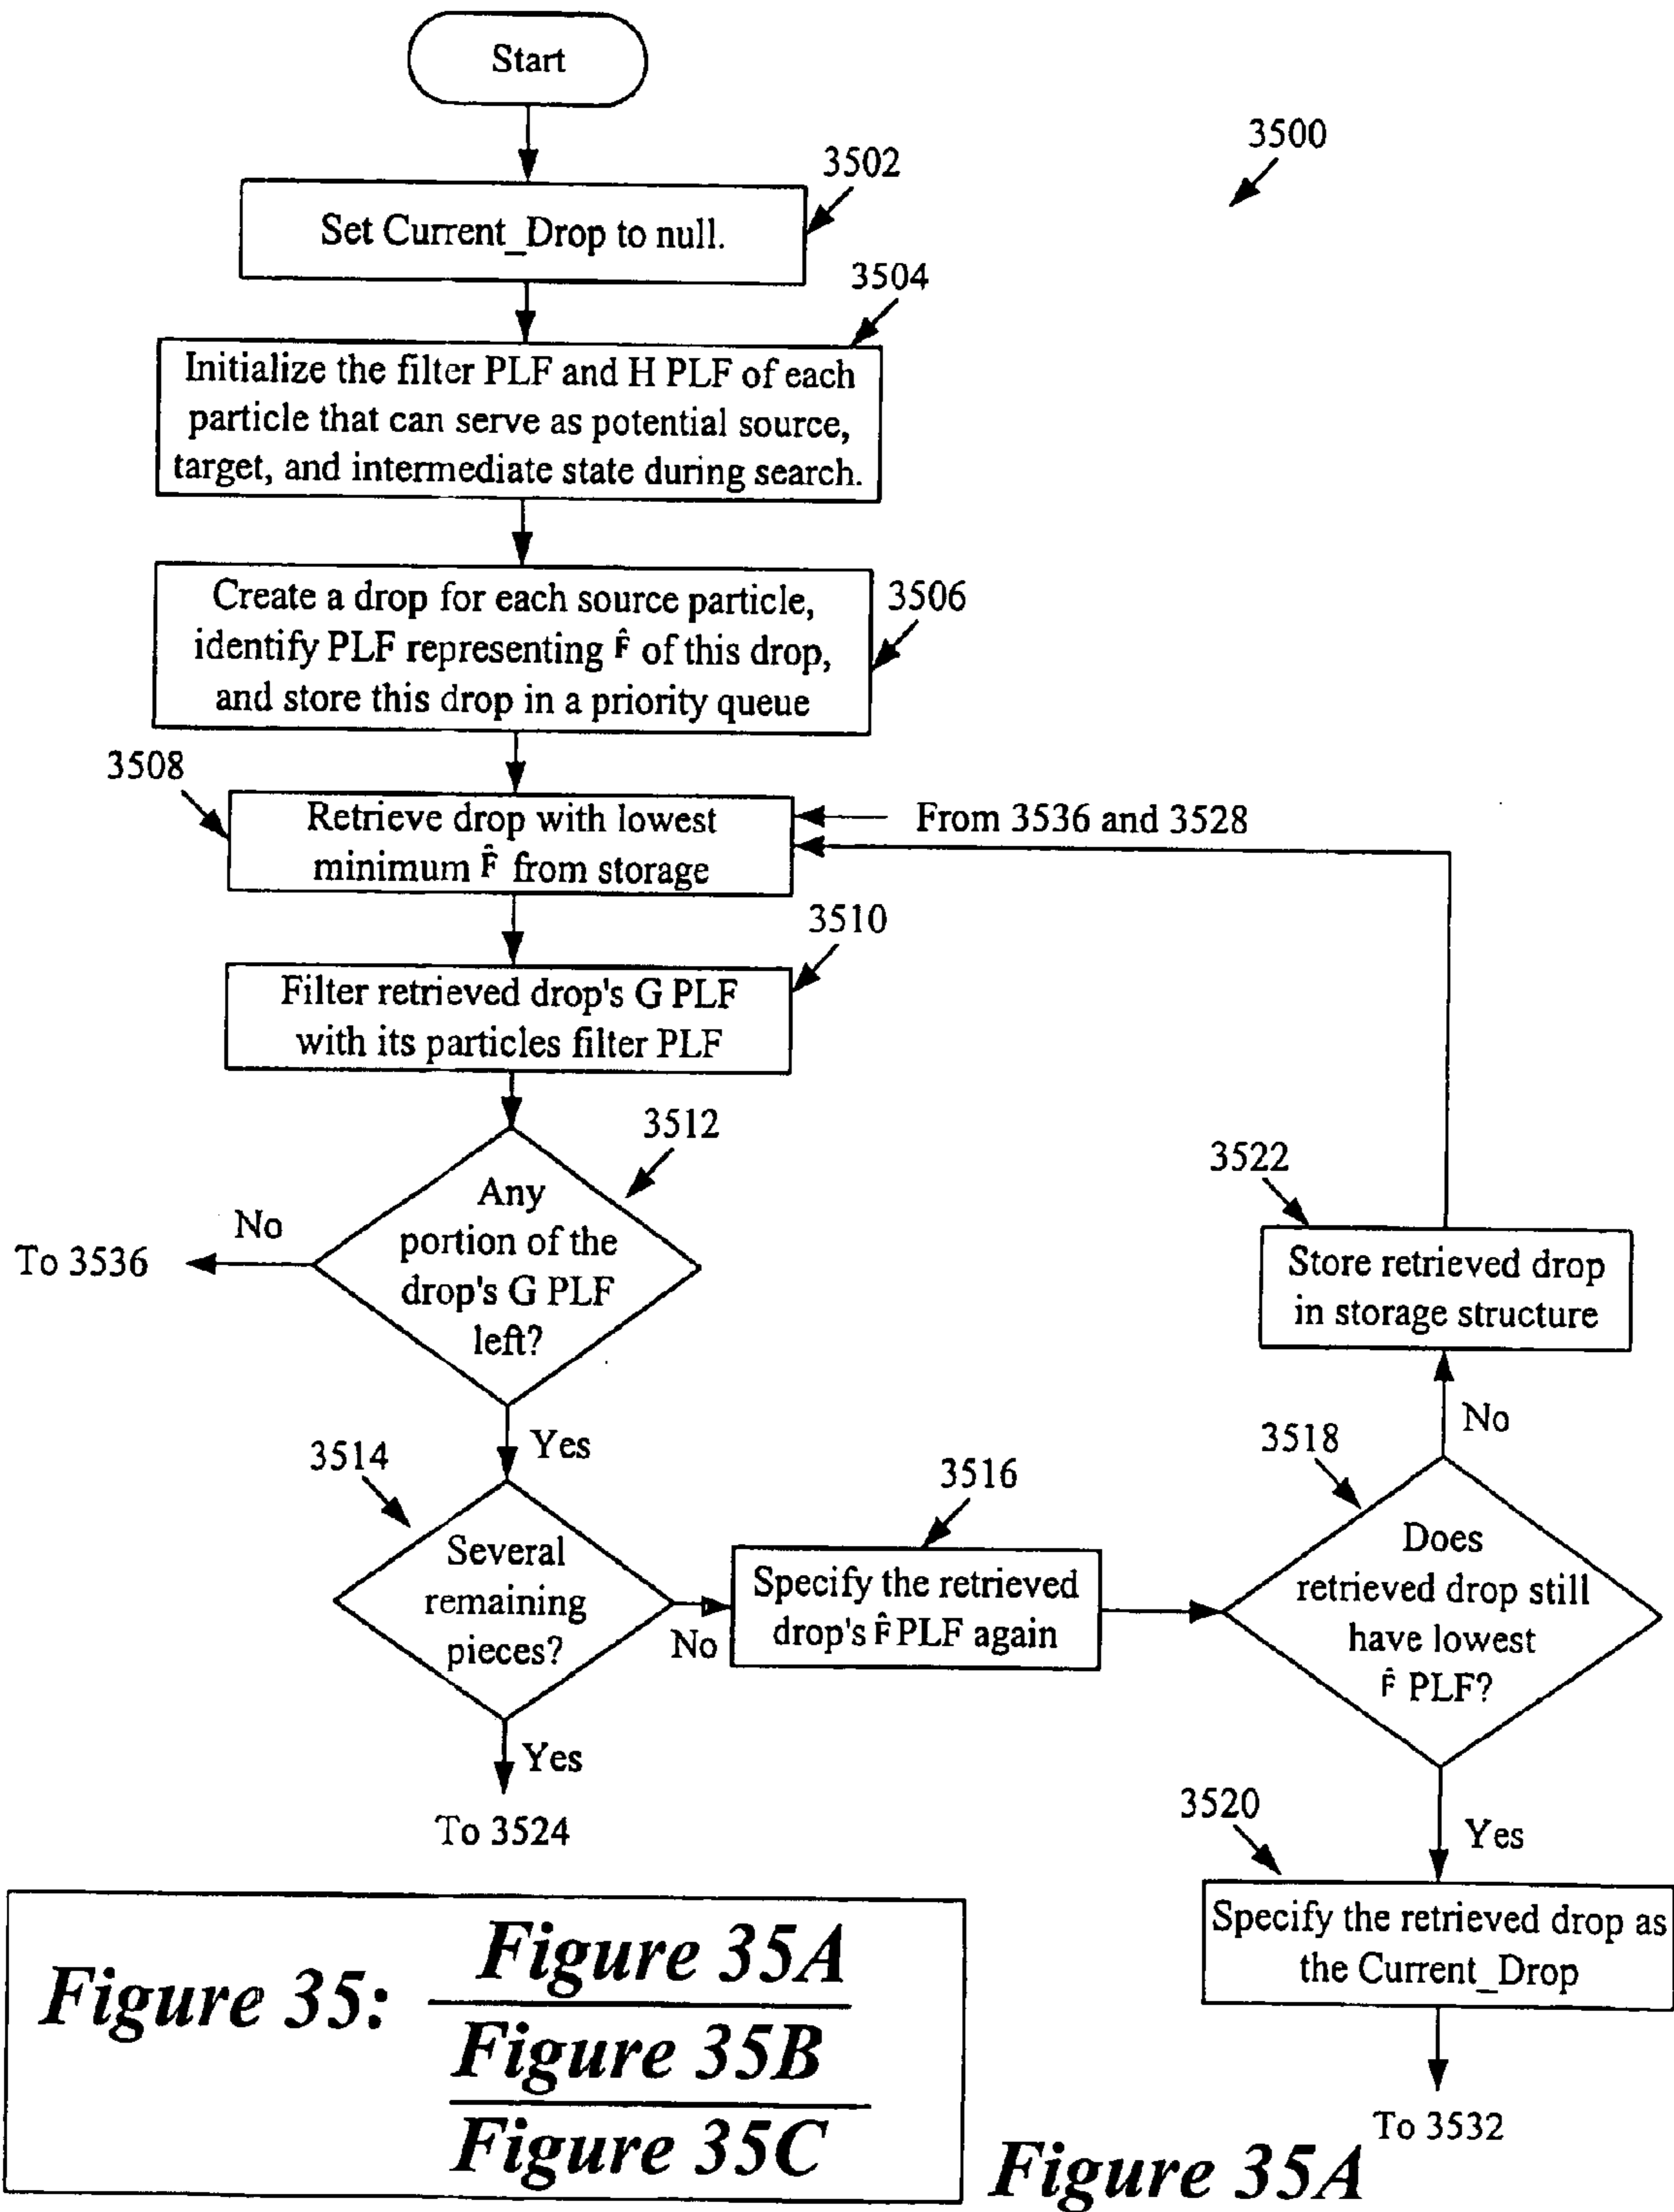 Start
3500
3502
Set Current_Drop to null.
3504
Initialize the filter PLF and H PLF of each
particle that can serve as potential source,
target, and intermediate state during search.
Create a drop for each source particle,
identify PLF representing F̂ of this drop,
and store this drop in a priority queue
3506
3508
Retrieve drop with lowest
minimum F̂ from storage
From 3536 and 3528
3510
Filter retrieved drop's G PLF
with its particles filter PLF
3512
Any
portion of the
drop's G PLF
left?
No
To 3536
3522
Store retrieved drop
in storage structure
Yes
No
3514
Several
remaining
pieces?
No
3516
Specify the retrieved
drop's F̂ PLF again
3518
Does
retrieved drop still
have lowest
F̂ PLF?
Yes
To 3524
3520
Yes
Specify the retrieved drop as
the Current_Drop
To 3532
Figure 35:
Figure 35A
Figure 35B
Figure 35C
Figure 35A